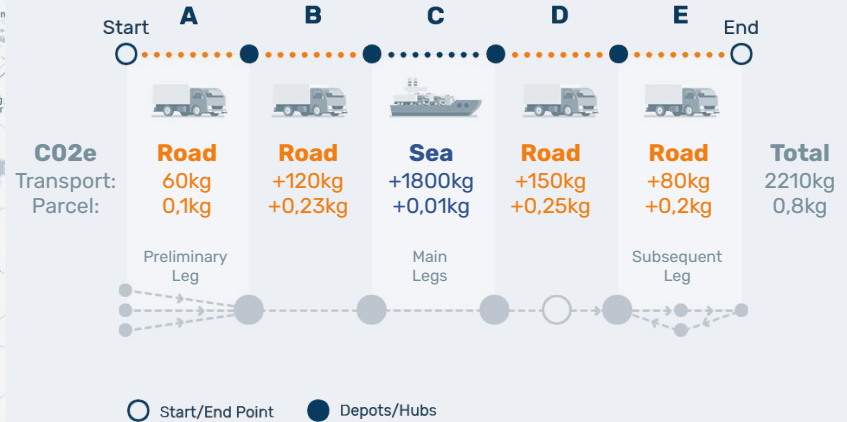 A B C D E
Start End
CO2e Road Road Sea Road Road Total
Transport: 60kg +120kg +1800kg +150kg +80kg 2210kg
Parcel: 0,1kg +0,23kg +0,01kg +0,25kg +0,2kg 0,8kg
Preliminary Main Subsequent
Leg Legs Leg
Start/End Point Depots/Hubs